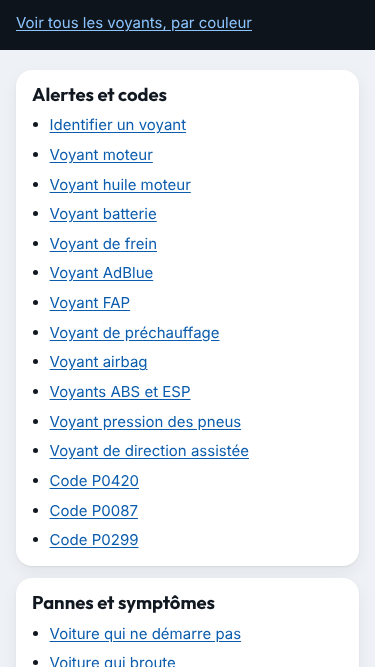 Voir tous les voyants, par couleur
Alertes et codes
Identifier un voyant
Voyant moteur
Voyant huile moteur
Voyant batterie
Voyant de frein
Voyant AdBlue
Voyant FAP
Voyant de préchauffage
Voyant airbag
Voyants ABS et ESP
Voyant pression des pneus
Voyant de direction assistée
Code P0420
Code P0087
Code P0299
Pannes et symptômes
Voiture qui ne démarre pas
Voiture qui broute